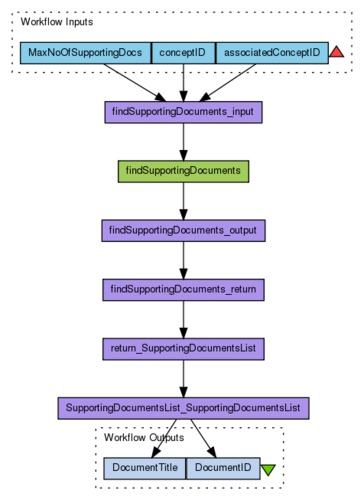 Workflow Inputs
MaxNoOfSupportingDocs conceptID associatedConceptID
findSupportingDocuments_input
findSupportingDocuments
findSupportingDocuments_output
findSupportingDocuments_return
return_SupportingDocumentsList
SupportingDocumentsList_SupportingDocumentsList
Workflow Outputs
DocumentTitle DocumentID